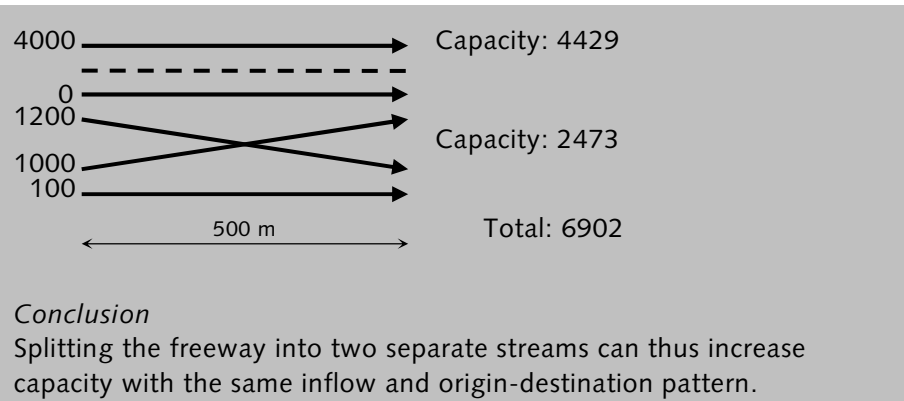 4000
Capacity: 4429
0
1200
Capacity: 2473
1000
100
500 m
Total: 6902
Conclusion
Splitting the freeway into two separate streams can thus increase
capacity with the same inflow and origin-destination pattern.